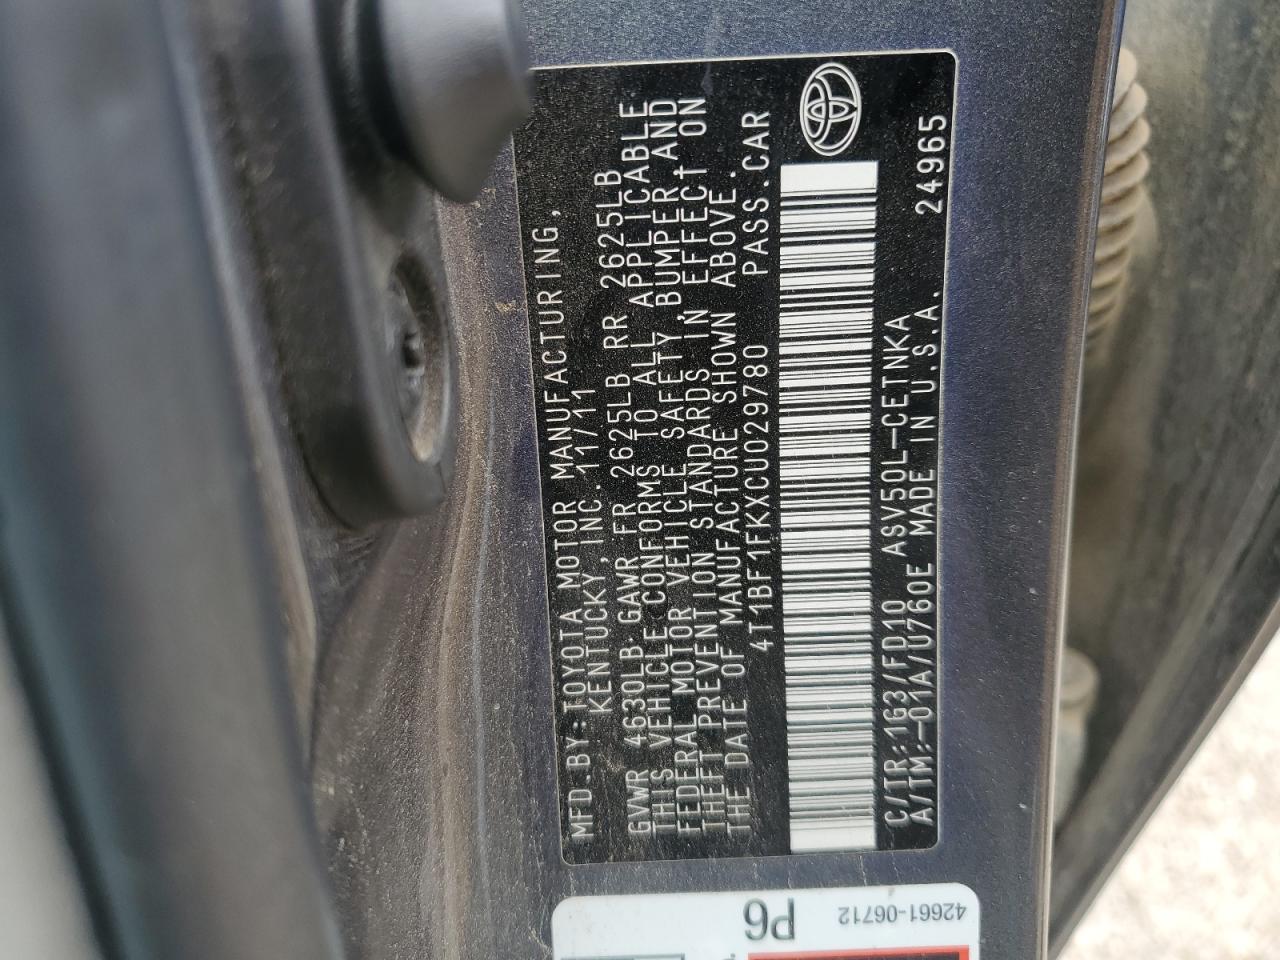 MFD.BY:TOYOTA MOTOR MANUFACTURING,
KENTUCKY, INC. 11/11
GVWR 4630LB GAWR FR 2625LB RR 2625LB
THIS VEHICLE CONFORMS TO ALL APPLICABLE
FEDERAL MOTOR VEHICLE SAFETY, BUMPER, AND
THEFT PREVENTION STANDARDS IN EFFECT ON
THE DATE OF MANUFACTURE SHOWN ABOVE.
4T1BF1FKXCU029780 PASS.CAR
C/TR:1G3/FD10 ASV50L-CETNKA
A/TM:-01A/U760E MADE IN U.S.A. 24965
42661-06712
P6